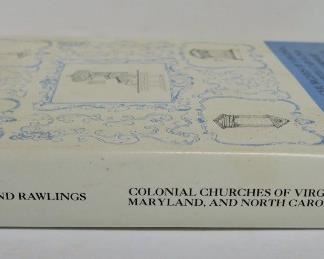 ND RAWLINGS
COLONIAL CHURCHES OF VIRG
MARYLAND, AND NORTH CARO